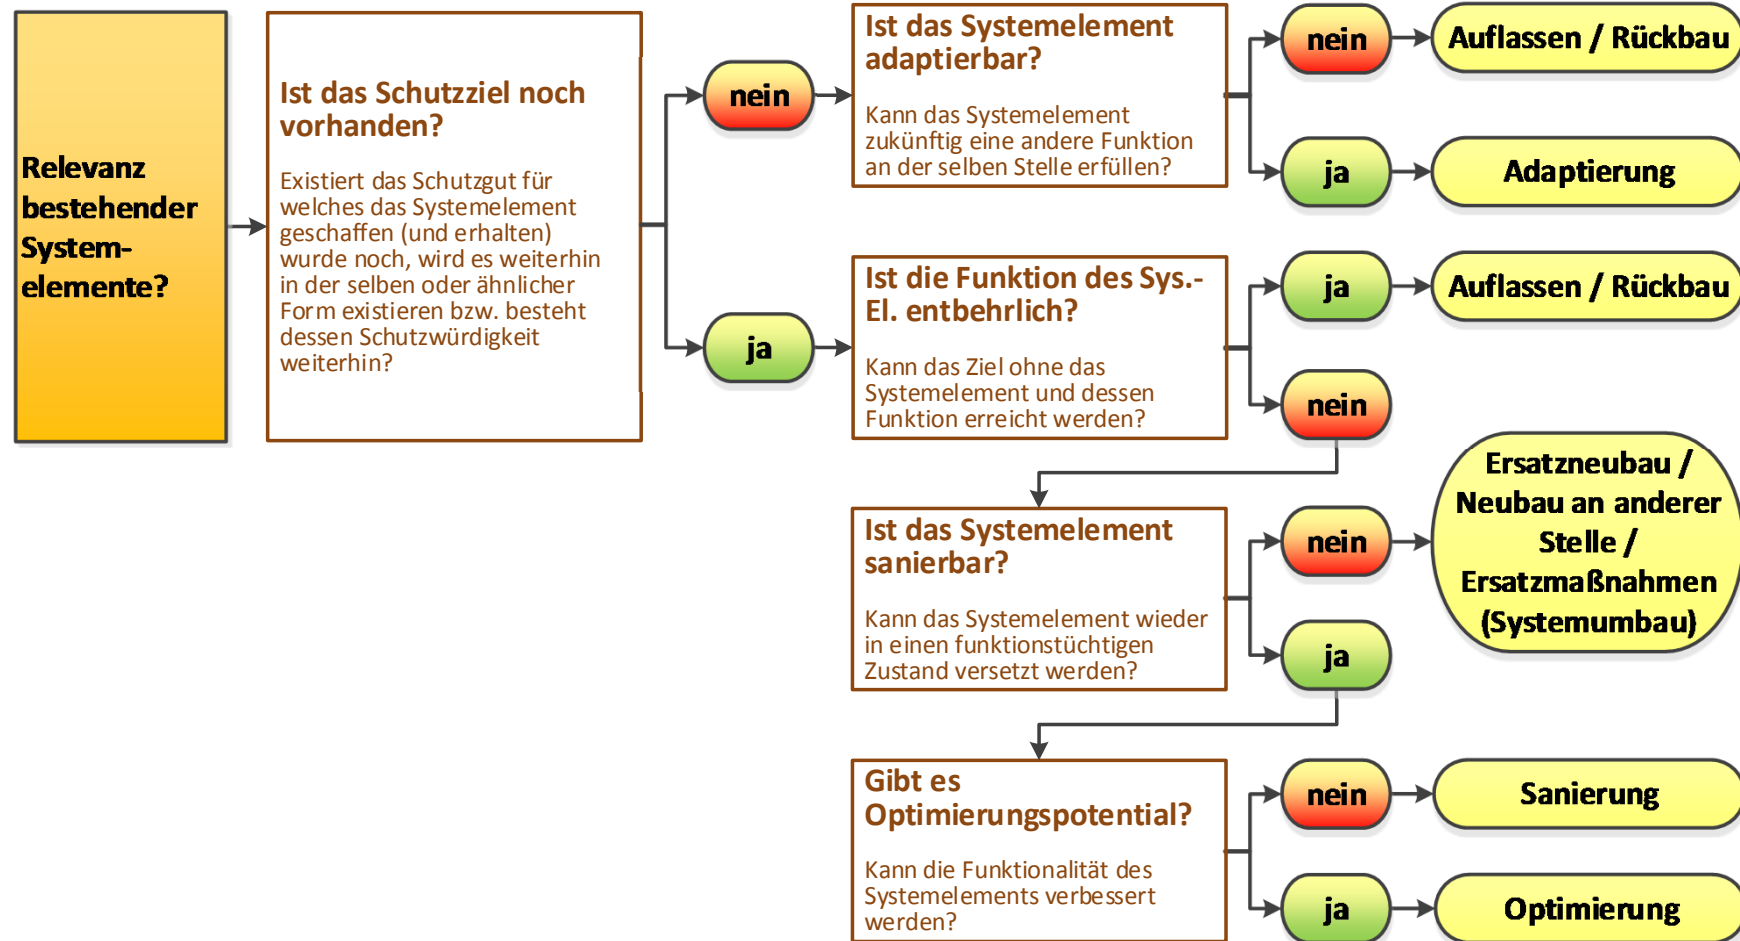 Relevanz
bestehender
System-
elemente?
Ist das Schutzziel noch
vorhanden?
Existiert das Schutzgut für
welches das Systemelement
geschaffen (und erhalten)
wurde noch, wird es weiterhin
in der selben oder ähnlicher
Form existieren bzw. besteht
dessen Schutzwürdigkeit
weiterhin?
nein
Ist das Systemelement
adaptierbar?
Kann das Systemelement
zukünftig eine andere Funktion
an der selben Stelle erfüllen?
nein
Auflassen / Rückbau
ja
Adaptierung
ja
Ist die Funktion des Sys.-
El. entbehrlich?
Kann das Ziel ohne das
Systemelement und dessen
Funktion erreicht werden?
ja
Auflassen / Rückbau
nein
Ist das Systemelement
sanierbar?
Kann das Systemelement wieder
in einen funktionstüchtigen
Zustand versetzt werden?
nein
Ersatzneubau /
Neubau an anderer
Stelle /
Ersatzmaßnahmen
(Systemumbau)
ja
Gibt es
Optimierungspotential?
Kann die Funktionalität des
Systemelements verbessert
werden?
nein
Sanierung
ja
Optimierung